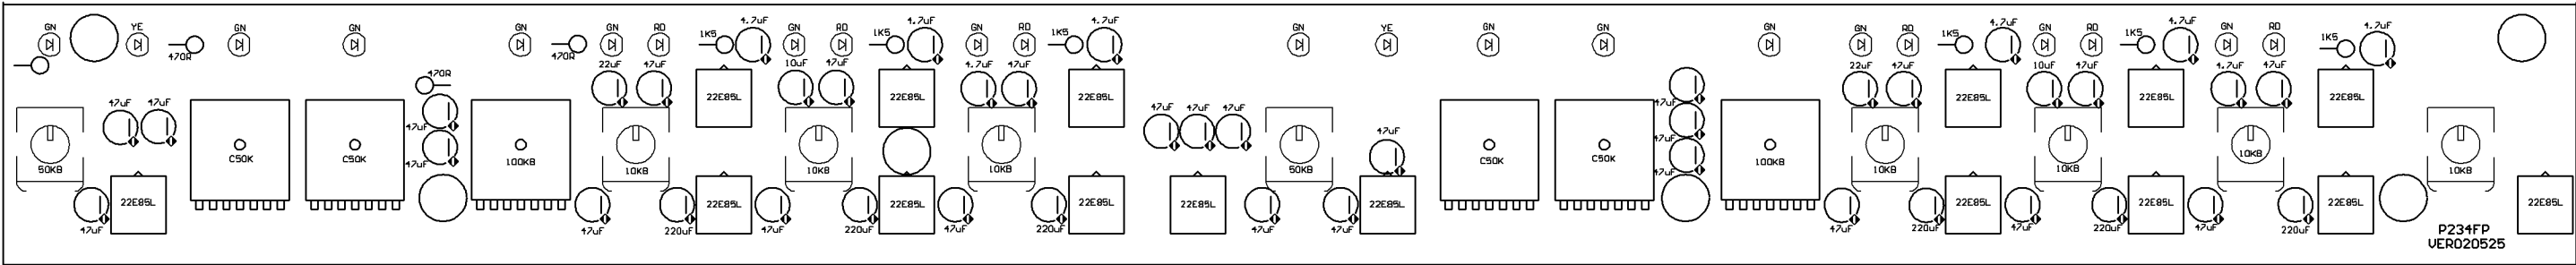 GN YE GN GN GN GN RD GN RD GN RD GN YE GN GN GN GN RD GN RD GN RD
4.7uF 4.7uF 4.7uF 4.7uF 4.7uF 4.7uF
1K5 1K5 1K5 1K5 1K5 1K5
470R 470R
22uF 47uF 10uF 47uF 4.7uF 47uF 22uF 47uF 10uF 47uF 4.7uF 47uF
470R
22E85L 22E85L 22E85L 22E85L 22E85L 22E85L
47uF 47uF 47uF 47uF 47uF 47uF
47uF 47uF 47uF
47uF 47uF
C50K C50K 100KB C50K C50K 100KB 10KB
50KB 10KB 10KB 10KB 50KB 10KB 10KB 10KB
47uF
22E85L 22E85L 22E85L 22E85L 22E85L 22E85L 22E85L 22E85L 22E85L 22E85L
47uF 47uF 220uF 47uF 220uF 47uF 220uF 47uF 47uF 47uF 220uF 47uF 220uF 47uF 220uF
P234FP
VER020525